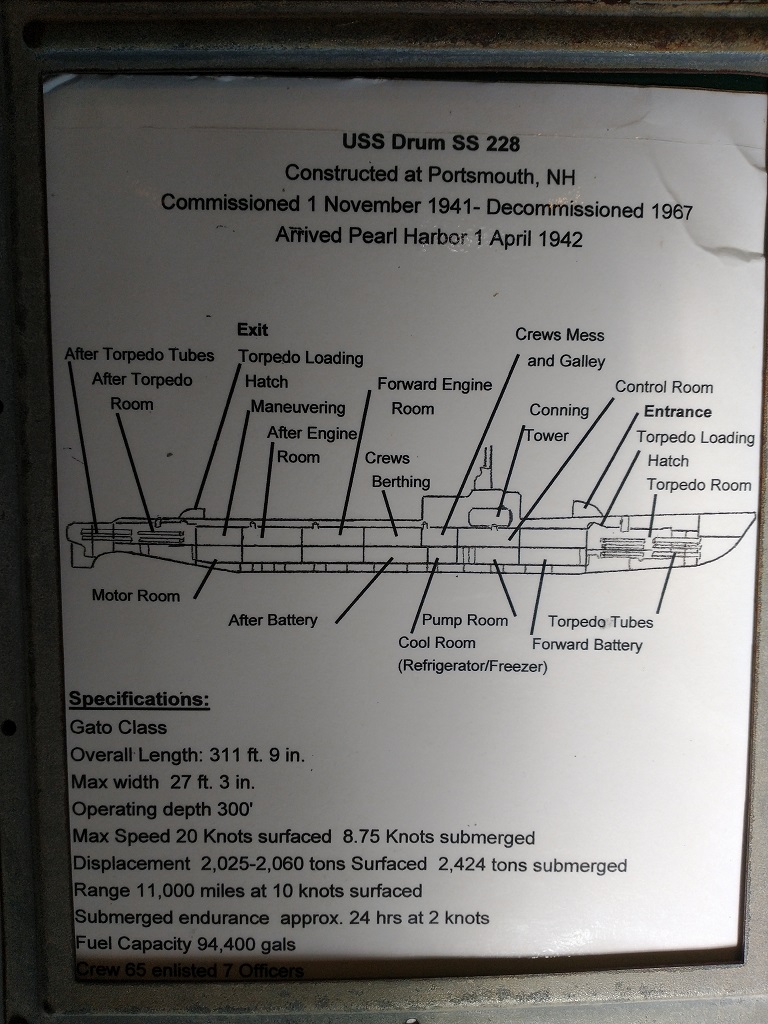 USS Drum SS 228
Constructed at Portsmouth, NH
Commissioned 1 November 1941- Decommissioned 1967
Arrived Pearl Harbor 1 April 1942
Exit
Torpedo Loading
Hatch
After Torpedo Tubes
After Torpedo
Room
Maneuvering
After Engine
Room
Forward Engine
Room
Crews
Berthing
Crews Mess
and Galley
Conning
Tower
Control Room
Entrance
Torpedo Loading
Hatch
Torpedo Room
Motor Room
After Battery
Pump Room
Cool Room
(Refrigerator/Freezer)
Torpedo Tubes
Forward Battery
Specifications:
Gato Class
Overall Length: 311 ft. 9 in.
Max width 27 ft. 3 in.
Operating depth 300'
Max Speed 20 Knots surfaced 8.75 Knots submerged
Displacement 2,025-2,060 tons Surfaced 2,424 tons submerged
Range 11,000 miles at 10 knots surfaced
Submerged endurance approx. 24 hrs at 2 knots
Fuel Capacity 94,400 gals
Crew 65 enlisted 7 Officers